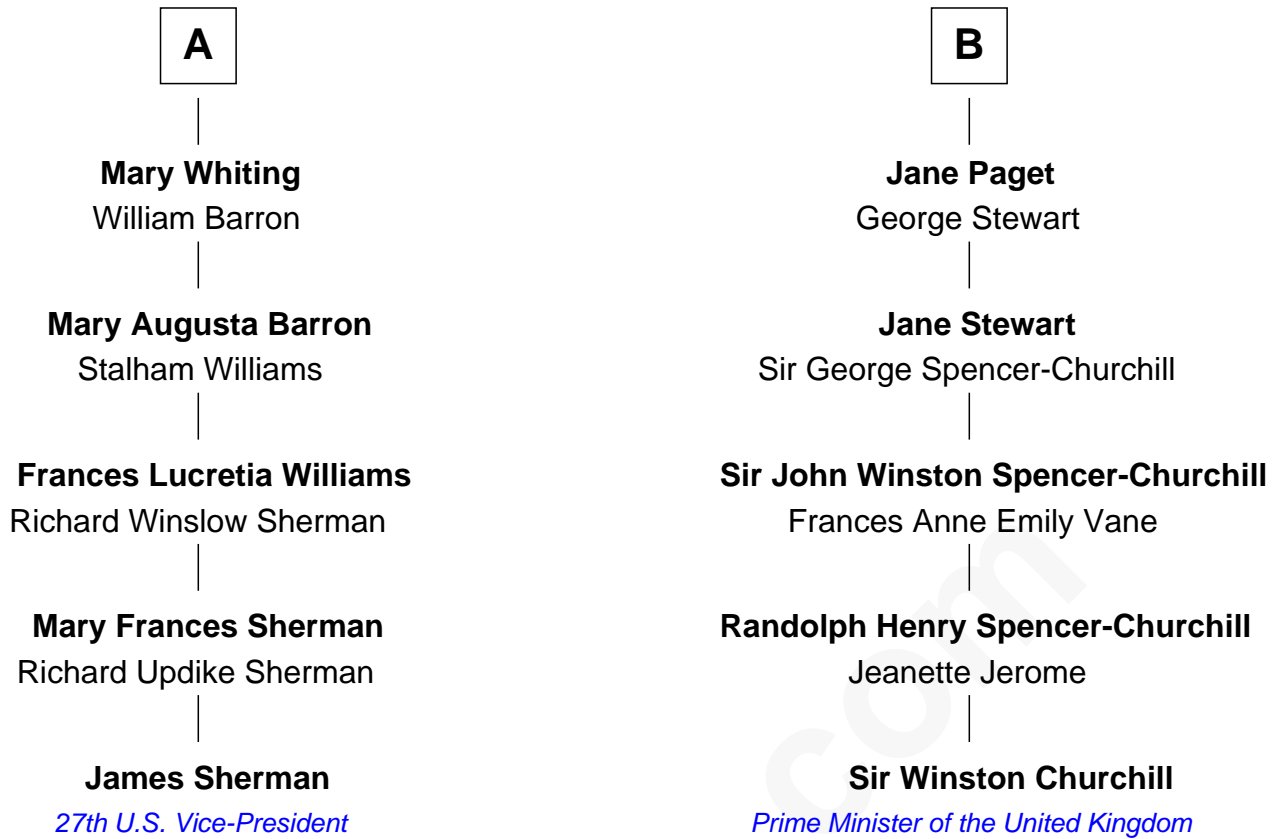 A
Mary Whiting
William Barron
Mary Augusta Barron
Stalham Williams
Frances Lucretia Williams
Richard Winslow Sherman
Mary Frances Sherman
Richard Updike Sherman
James Sherman
27th U.S. Vice-President
B
Jane Paget
George Stewart
Jane Stewart
Sir George Spencer-Churchill
Sir John Winston Spencer-Churchill
Frances Anne Emily Vane
Randolph Henry Spencer-Churchill
Jeanette Jerome
Sir Winston Churchill
Prime Minister of the United Kingdom
com